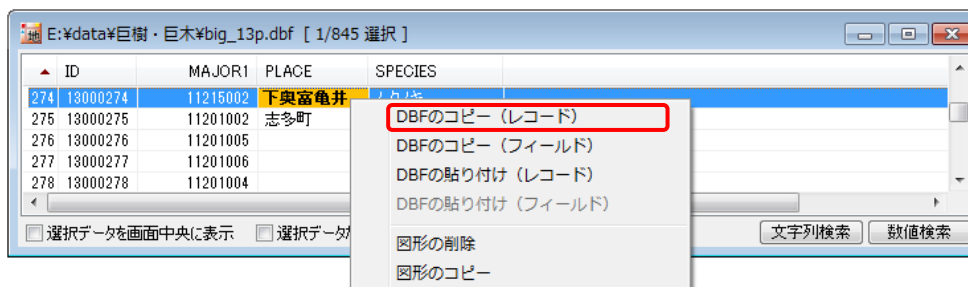 地 E:¥data¥巨樹・巨木¥big_13p.dbf [ 1/845 選択 ]
ID MAJOR1 PLACE SPECIES
274 13000274 11215002 下奥富亀井
275 13000275 11201002 志多町
276 13000276 11201005
277 13000277 11201006
278 13000278 11201004
DBFのコピー（レコード）
DBFのコピー（フィールド）
DBFの貼り付け（レコード）
DBFの貼り付け（フィールド）
図形の削除
図形のコピー
選択データを画面中央に表示 選択データ 文字列検索 数値検索